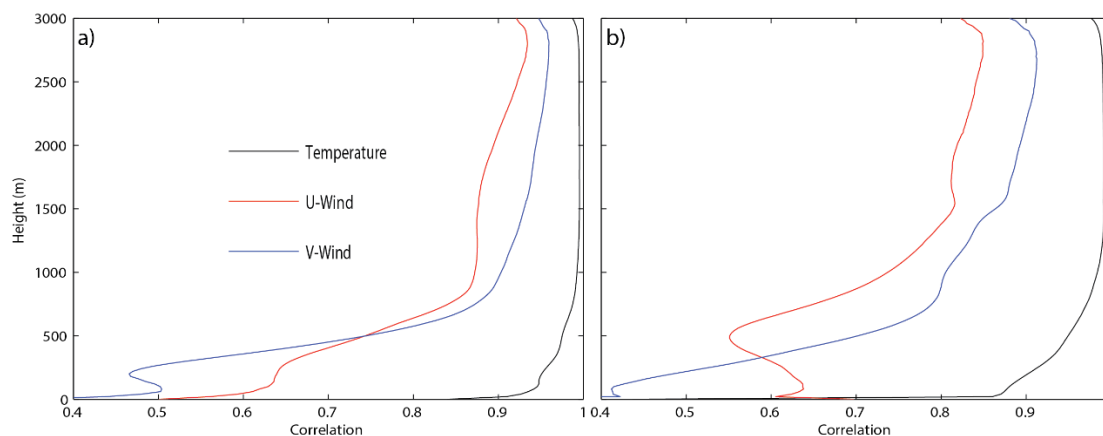 a)
b)
3000
2500
2000
1500
1000
500
0
Height (m)
Temperature
U-Wind
V-Wind
0.4 0.5 0.6 0.7 0.8 0.9 1
0.4 0.5 0.6 0.7 0.8 0.9
Correlation
Correlation